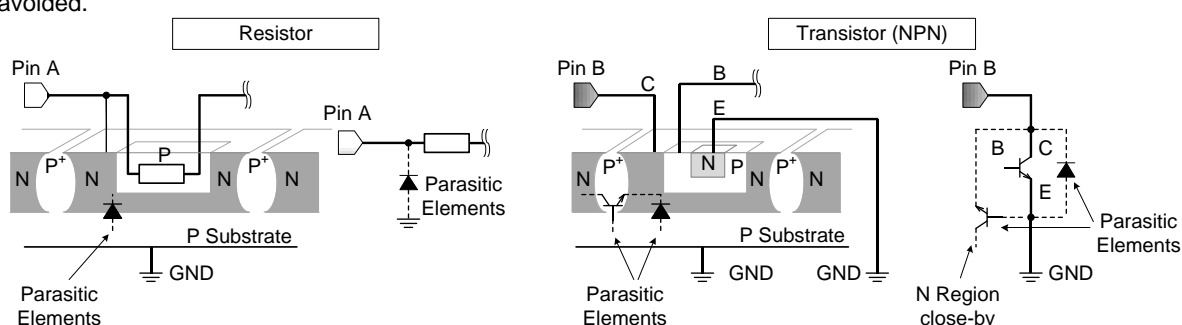 avoided.
Resistor
Transistor (NPN)
Pin A
Pin A
Pin B
C
B
E
Pin B
N
P+
N
P
N
P+
N
Parasitic
Elements
P Substrate
GND
Parasitic
Elements
N
P+
N
N
P
N
P+
N
P Substrate
GND
GND
Parasitic
Elements
B
C
E
Parasitic
Elements
GND
N Region
close-by